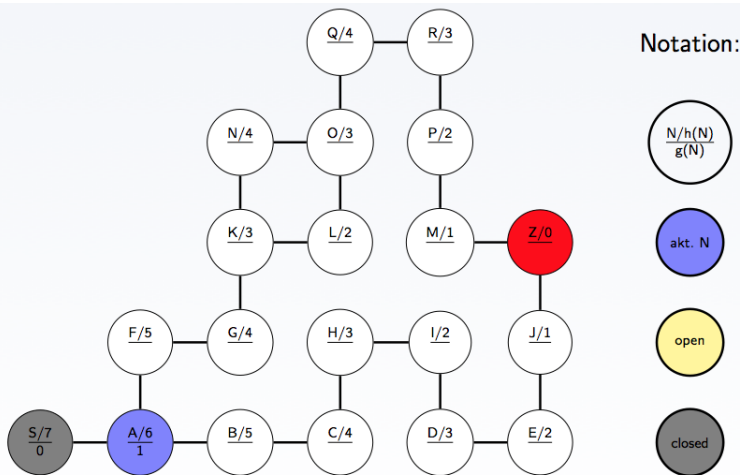 Q/4
R/3
Notation:
N/4
O/3
P/2
N/h(N)
g(N)
K/3
L/2
M/1
Z/0
akt. N
F/5
G/4
H/3
I/2
J/1
open
S/7
0
A/6
1
B/5
C/4
D/3
E/2
closed